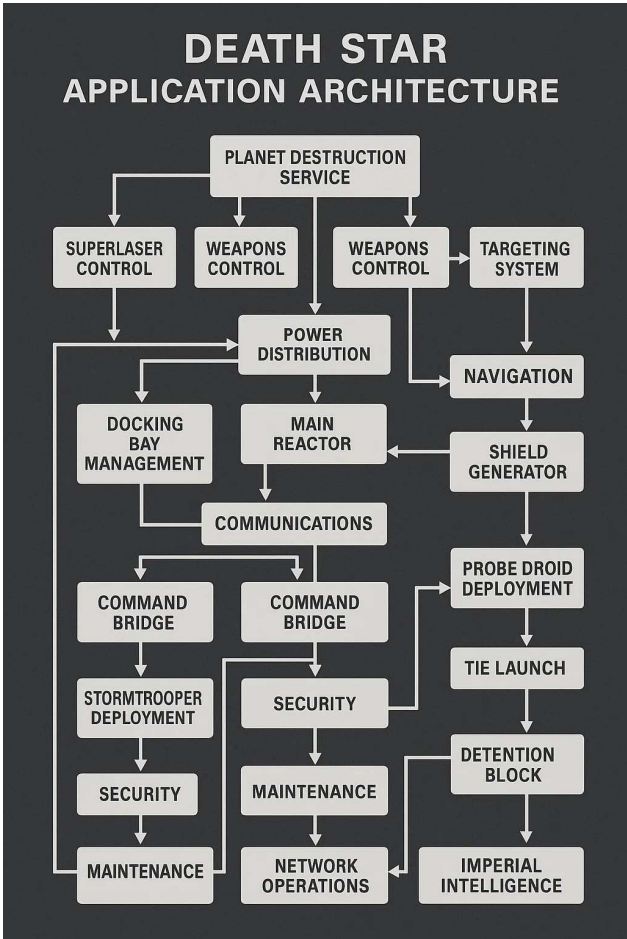 DEATH STAR
APPLICATION ARCHITECTURE
PLANET DESTRUCTION
SERVICE
SUPERLASER
CONTROL
WEAPONS
CONTROL
WEAPONS
CONTROL
TARGETING
SYSTEM
POWER
DISTRIBUTION
NAVIGATION
DOCKING
BAY
MANAGEMENT
MAIN
REACTOR
SHIELD
GENERATOR
COMMUNICATIONS
PROBE DROID
DEPLOYMENT
COMMAND
BRIDGE
COMMAND
BRIDGE
TIE LAUNCH
STORMTROOPER
DEPLOYMENT
SECURITY
DETENTION
BLOCK
SECURITY
MAINTENANCE
MAINTENANCE
NETWORK
OPERATIONS
IMPERIAL
INTELLIGENCE